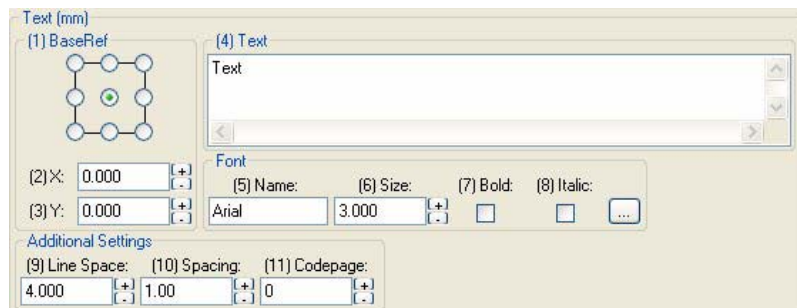 Text (mm)
(1) BaseRef
(4) Text
Text
(2) X: 0.000 [+] [-]
(3) Y: 0.000 [+] [-]
Font
(5) Name: (6) Size: (7) Bold: (8) Italic:
Arial 3.000 [+] [-] ...
Additional Settings
(9) Line Space: (10) Spacing: (11) Codepage:
4.000 [+] [-] 1.00 [+] [-] 0 [+] [-]